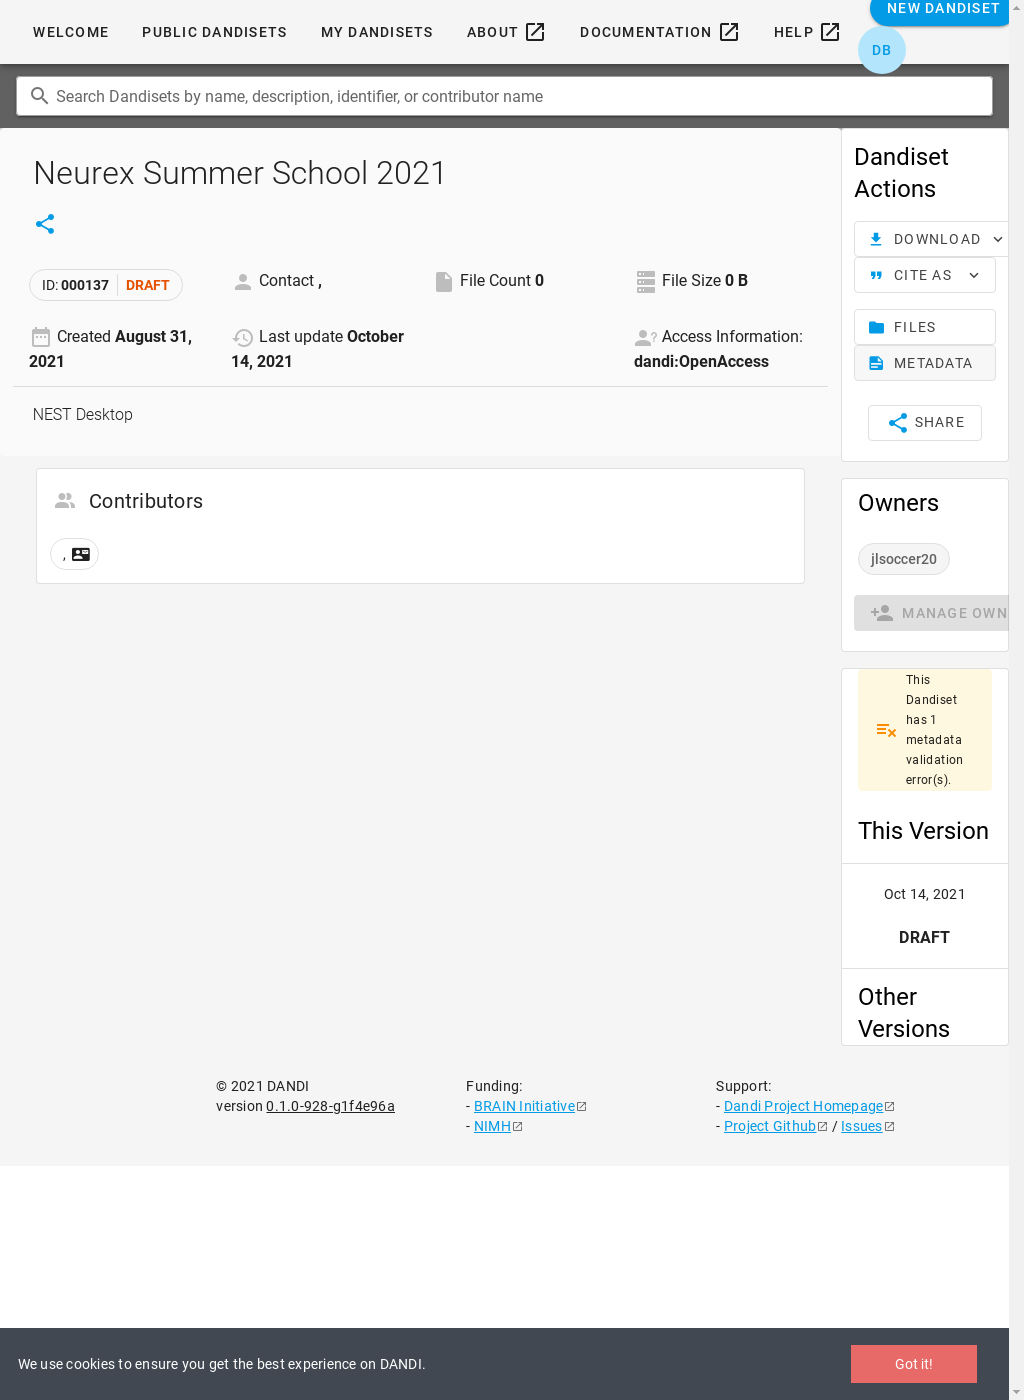 WELCOME PUBLIC DANDISETS MY DANDISETS ABOUT DOCUMENTATION HELP NEW DANDISET
DB
Search Dandisets by name, description, identifier, or contributor name
Neurex Summer School 2021
ID: 000137 DRAFT
Contact ,
File Count 0
File Size 0 B
Created August 31,
2021
Last update October
14, 2021
Access Information:
dandi:OpenAccess
NEST Desktop
Contributors
,
Dandiset
Actions
DOWNLOAD
CITE AS
FILES
METADATA
SHARE
Owners
jlsoccer20
MANAGE OWN
This
Dandiset
has 1
metadata
validation
error(s).
This Version
Oct 14, 2021
DRAFT
Other
Versions
© 2021 DANDI
version 0.1.0-928-g1f4e96a
Funding:
- BRAIN Initiative
- NIMH
Support:
- Dandi Project Homepage
- Project Github / Issues
We use cookies to ensure you get the best experience on DANDI.
Got it!